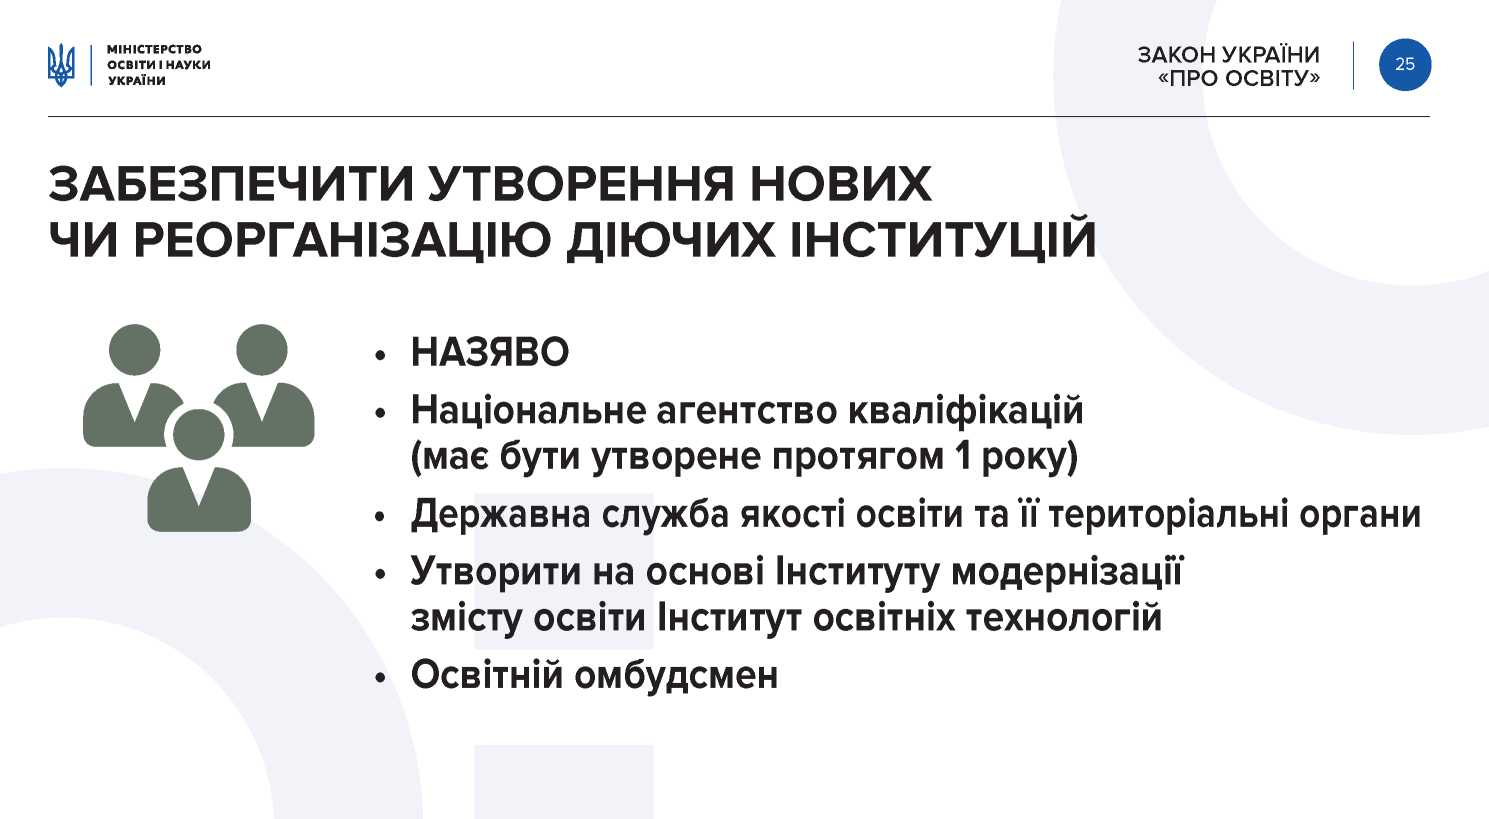 МІНІСТЕРСТВО
ОСВІТИ І НАУКИ
УКРАЇНИ
ЗАКОН УКРАЇНИ
«ПРО ОСВІТУ»
25
ЗАБЕЗПЕЧИТИ УТВОРЕННЯ НОВИХ
ЧИ РЕОРГАНІЗАЦІЮ ДІЮЧИХ ІНСТИТУЦІЙ
• НАЗЯВО
• Національне агентство кваліфікацій
(має бути утворене протягом 1 року)
• Державна служба якості освіти та її територіальні органи
• Утворити на основі Інституту модернізації
змісту освіти Інститут освітніх технологій
• Освітній омбудсмен